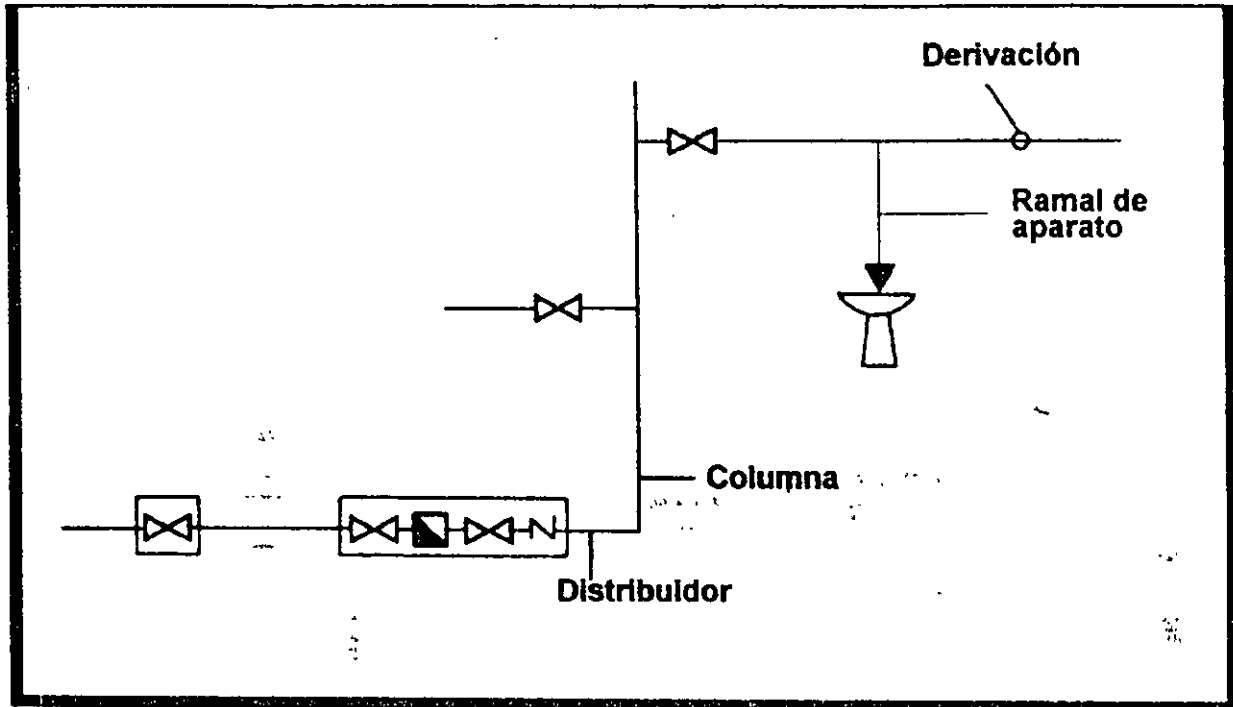 Derivación
Ramal de
aparato
Columna
Distribuidor